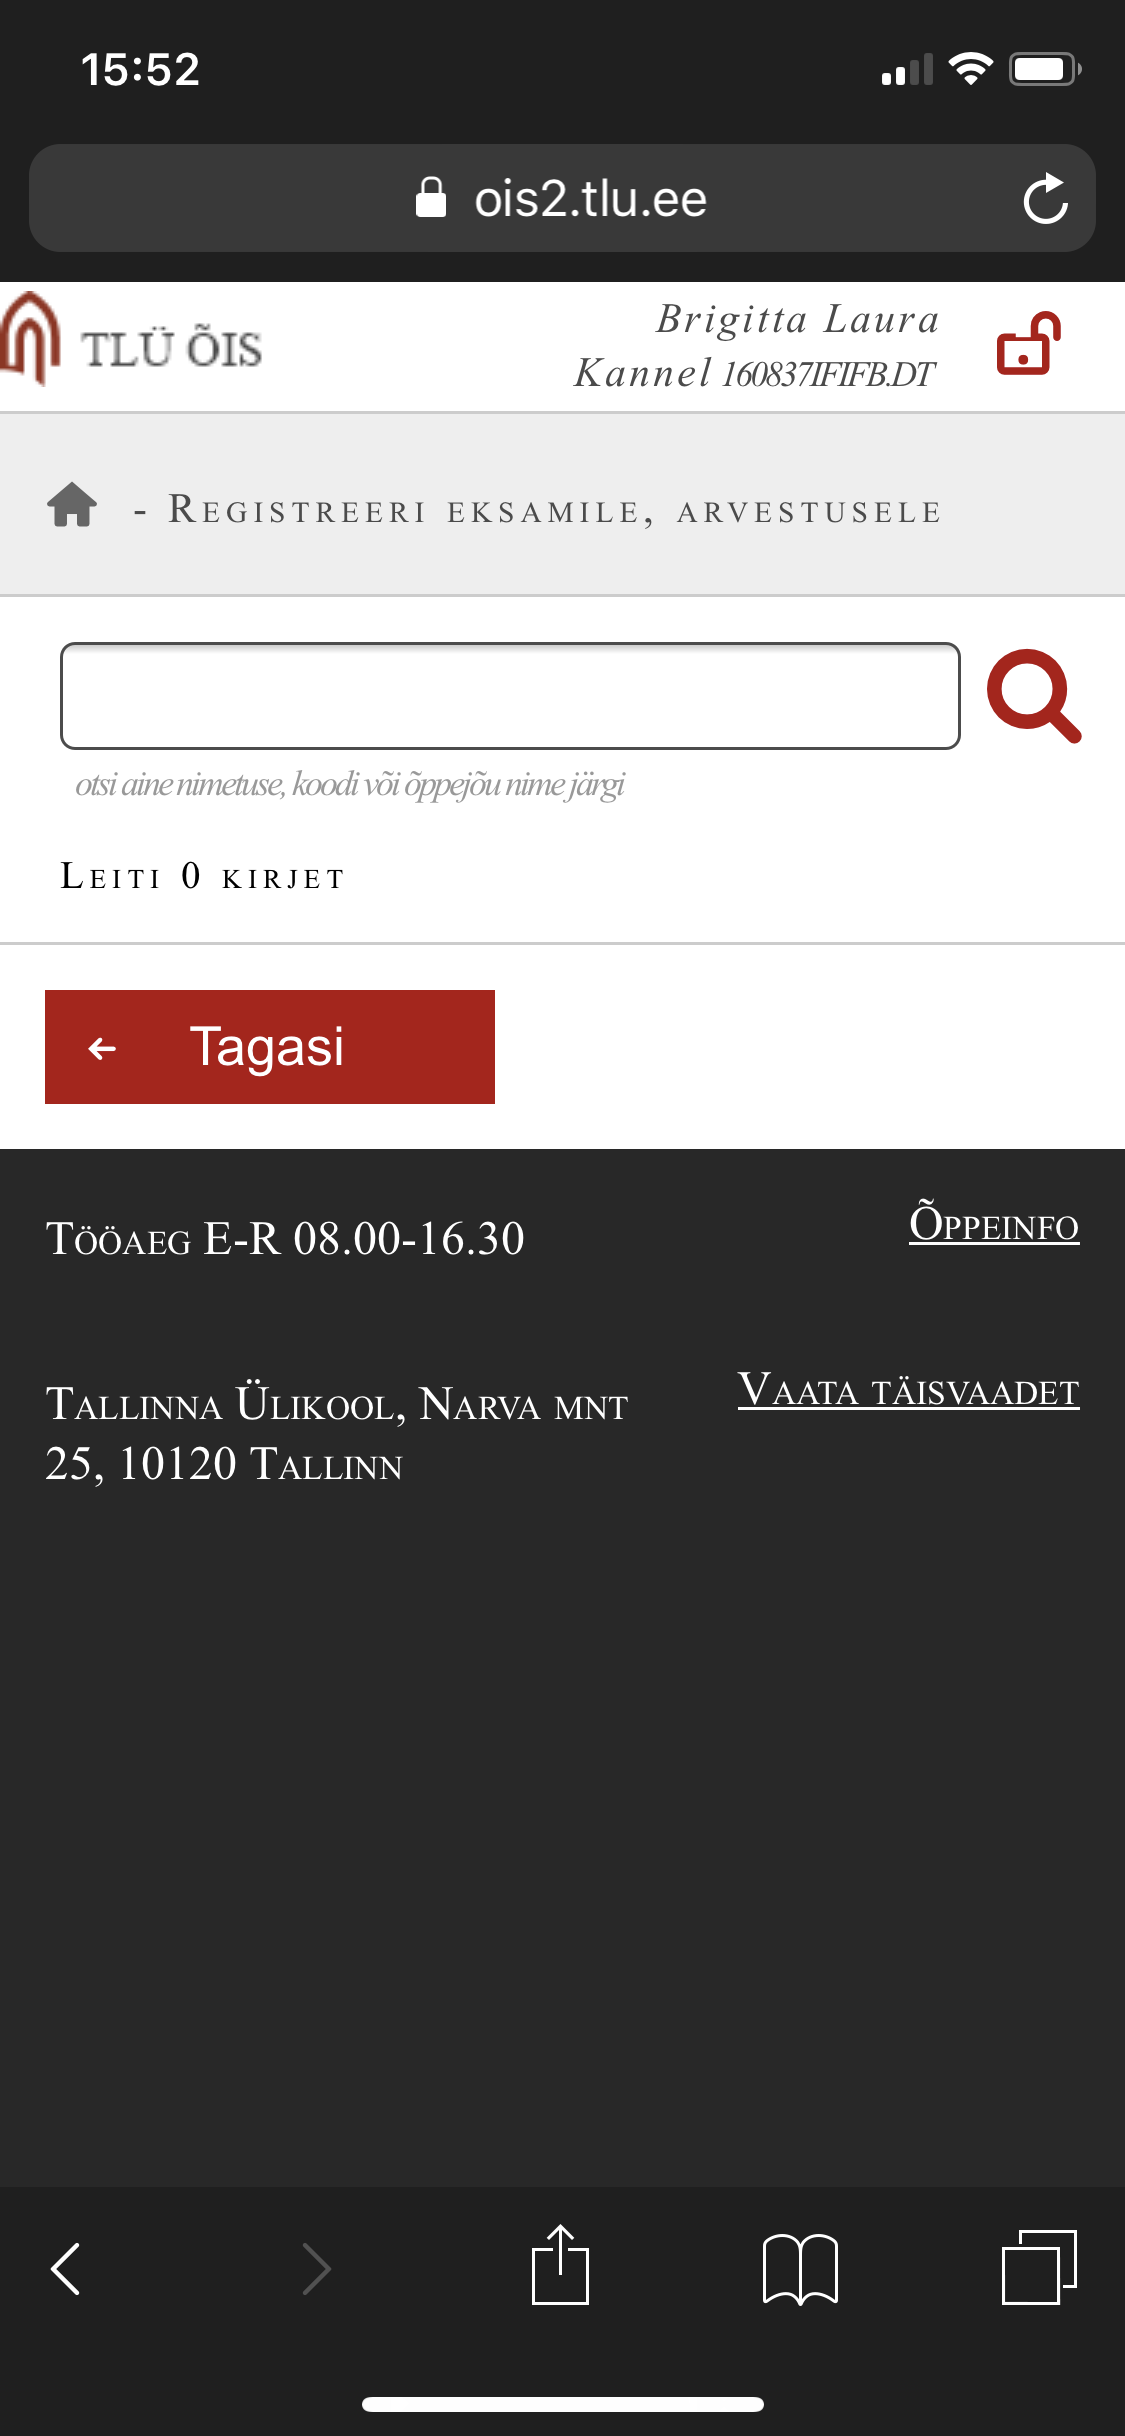 15:52
ois2.tlu.ee
TLÜ ÕIS
Brigitta Laura
Kannel 160837IFIFB.DT
- Registreeri eksamile, arvestusele
otsi aine nimetuse, koodi või õppejõu nime järgi
Leiti 0 kirjet
Tagasi
Tööaeg E-R 08.00-16.30
Õppeinfo
Tallinna Ülikool, Narva mnt
25, 10120 Tallinn
Vaata täisvaadet